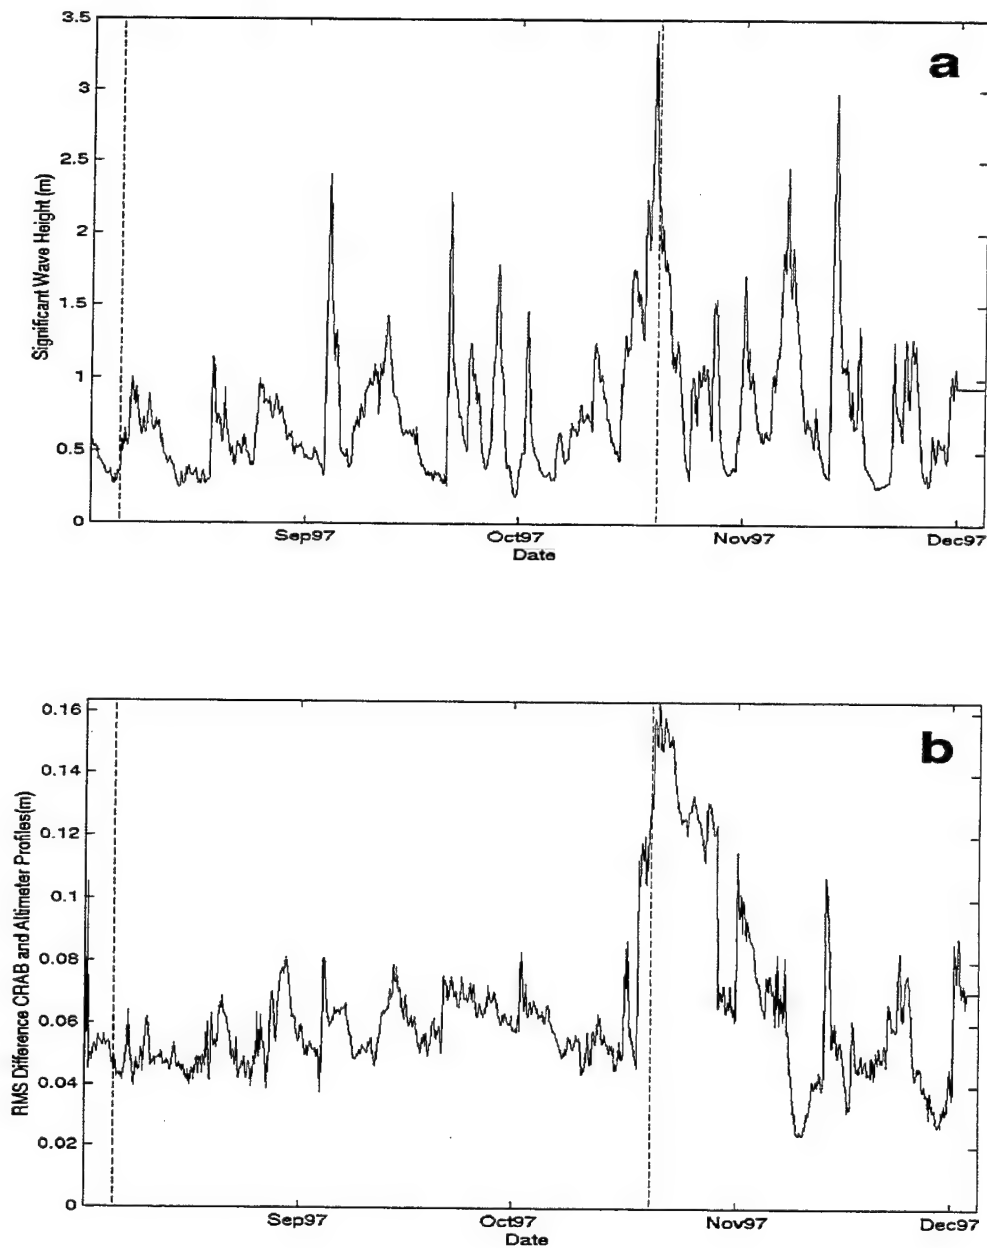 3.5
a
3
2.5
2
1.5
1
0.5
0
Significant Wave Height (m)
Sep97
Oct97
Nov97
Dec97
Date
0.16
b
0.14
0.12
0.1
0.08
0.06
0.04
0.02
0
RMS Difference CRAB and Altimeter Profiles(m)
Sep97
Oct97
Nov97
Dec97
Date